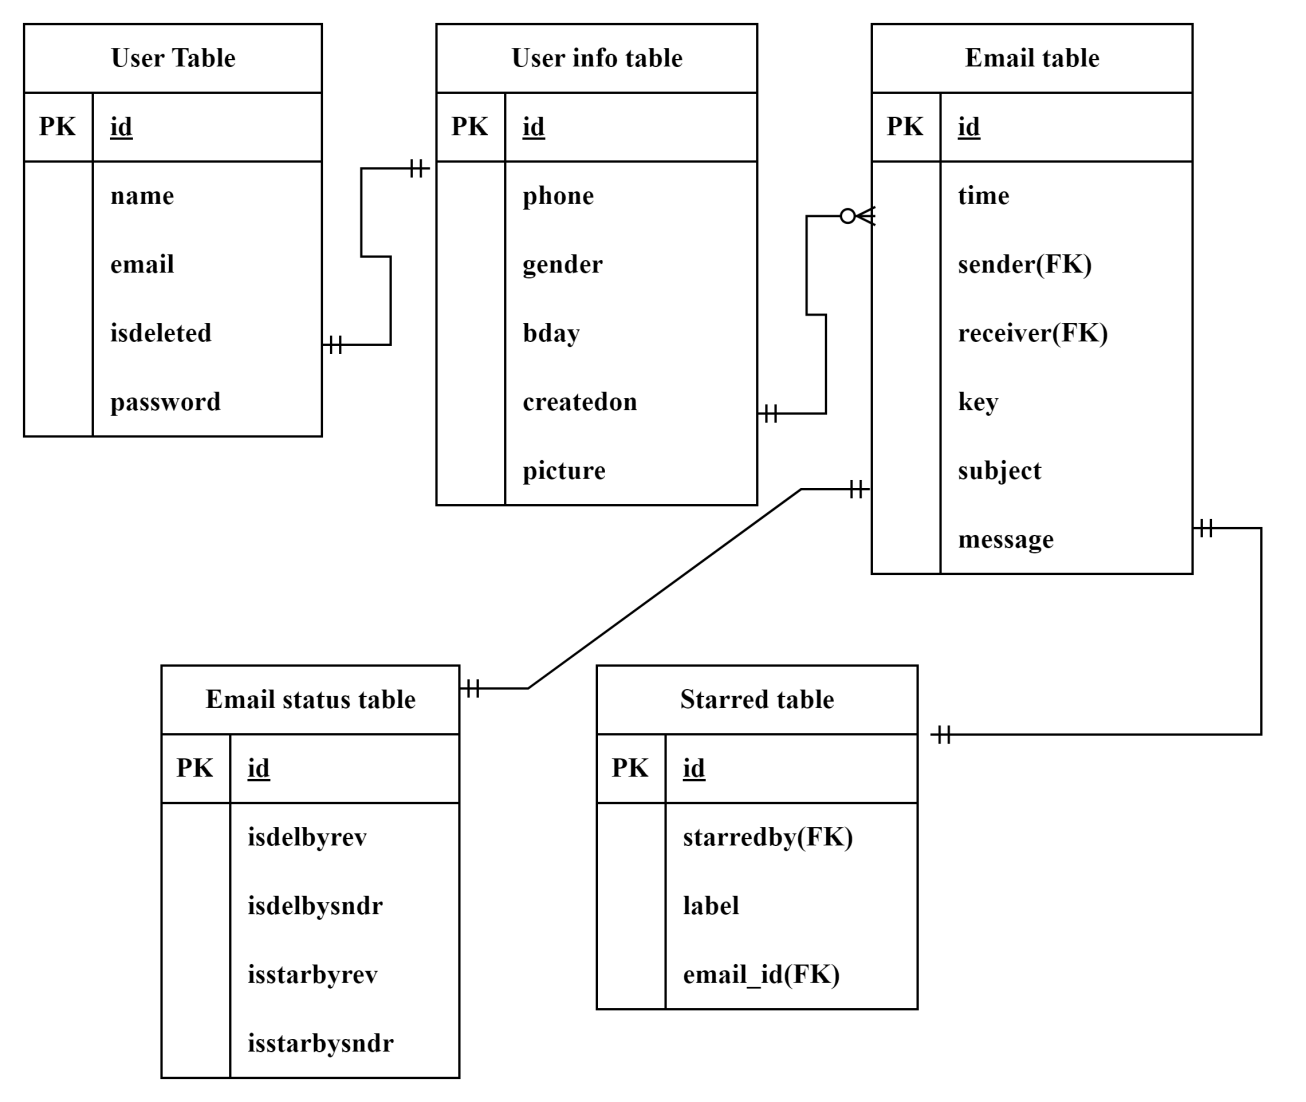 User Table
PK id
name
email
isdeleted
password
User info table
PK id
phone
gender
bday
createdon
picture
Email table
PK id
time
sender(FK)
receiver(FK)
key
subject
message
Email status table
PK id
isdelbyrev
isdelbysndr
isstarbyrev
isstarbysndr
Starred table
PK id
starredby(FK)
label
email_id(FK)